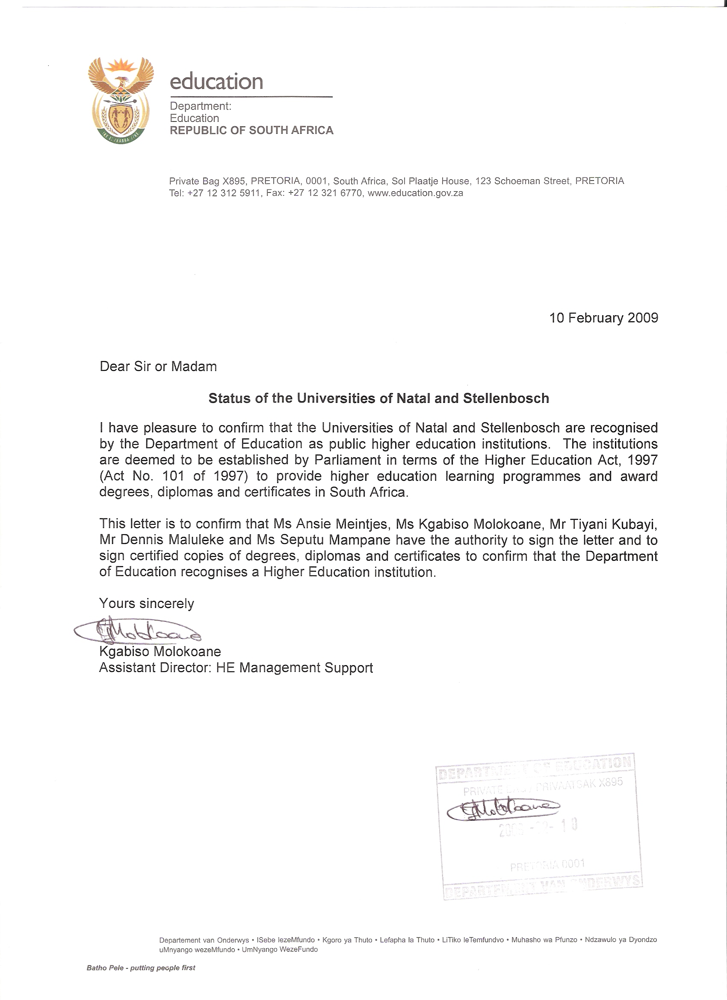 education
Department:
Education
REPUBLIC OF SOUTH AFRICA
Private Bag X895, PRETORIA, 0001, South Africa, Sol Plaatje House, 123 Schoeman Street, PRETORIA
Tel: +27 12 312 5911, Fax: +27 12 321 6770, www.education.gov.za
10 February 2009
Dear Sir or Madam
Status of the Universities of Natal and Stellenbosch
I have pleasure to confirm that the Universities of Natal and Stellenbosch are recognised
by the Department of Education as public higher education institutions. The institutions
are deemed to be established by Parliament in terms of the Higher Education Act, 1997
(Act No. 101 of 1997) to provide higher education learning programmes and award
degrees, diplomas and certificates in South Africa.
This letter is to confirm that Ms Ansie Meintjes, Ms Kgabiso Molokoane, Mr Tiyani Kubayi,
Mr Dennis Maluleke and Ms Seputu Mampane have the authority to sign the letter and to
sign certified copies of degrees, diplomas and certificates to confirm that the Department
of Education recognises a Higher Education institution.
Yours sincerely
Kgabiso Molokoane
Assistant Director: HE Management Support
DEPARTMENT OF EDUCATION
PRIVATE BAG / PRIVAATSAK X895
10
PRETORIA 0001
DEPARTEMENT VAN ONDERWYS
Departement van Onderwys • ISebe lezeMfundo • Kgoro ya Thuto • Lefapha la Thuto • LiTiko leTemfundvo • Muhasho wa Pfunzo • Ndzawulo ya Dyondzo
uMnyango wezeMfundo • UmNyango WezeFundo
Batho Pele - putting people first